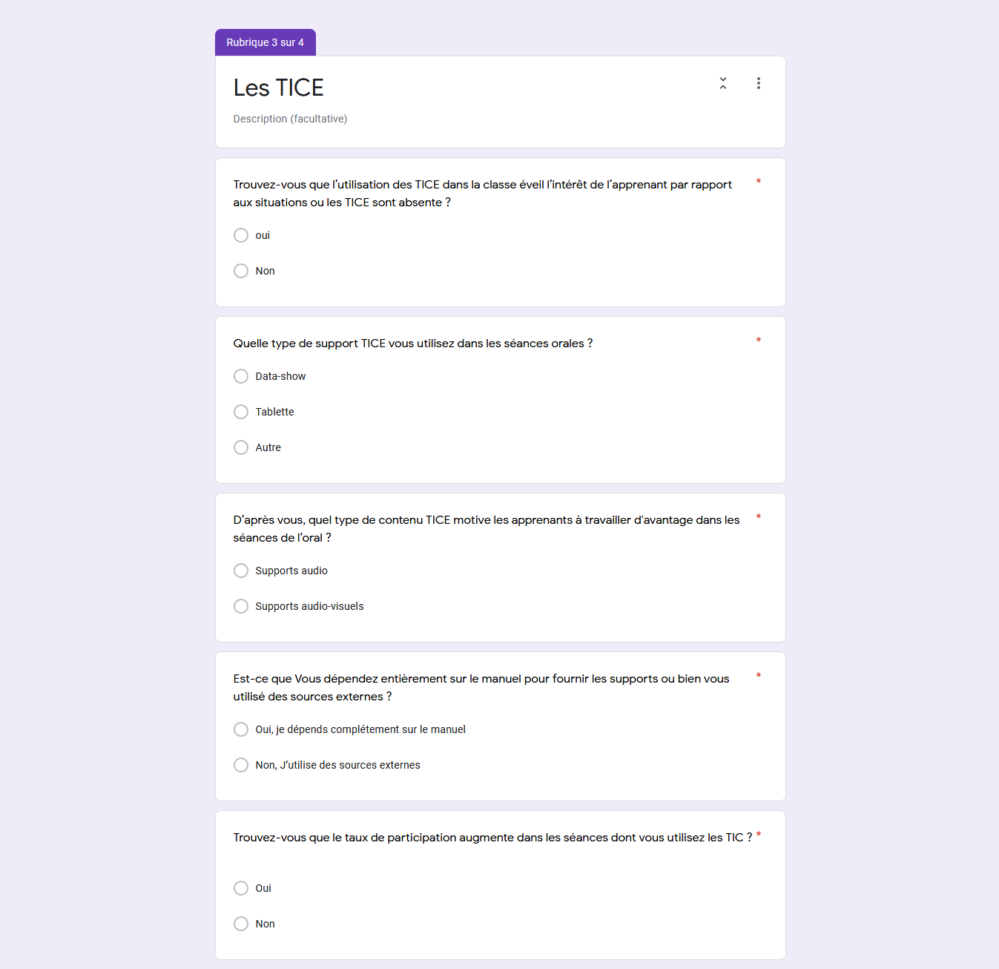 Rubrique 3 sur 4
Les TICE
Description (facultative)
Trouvez-vous que l’utilisation des TICE dans la classe éveil l’intérêt de l’apprenant par rapport *
aux situations ou les TICE sont absente ?
oui
Non
Quelle type de support TICE vous utilisez dans les séances orales ? *
Data-show
Tablette
Autre
D’après vous, quel type de contenu TICE motive les apprenants à travailler d'avantage dans les *
séances de l’oral ?
Supports audio
Supports audio-visuels
Est-ce que Vous dépendez entièrement sur le manuel pour fournir les supports ou bien vous *
utilisé des sources externes ?
Oui, je dépends complétement sur le manuel
Non, J’utilise des sources externes
Trouvez-vous que le taux de participation augmente dans les séances dont vous utilisez les TIC ? *
Oui
Non